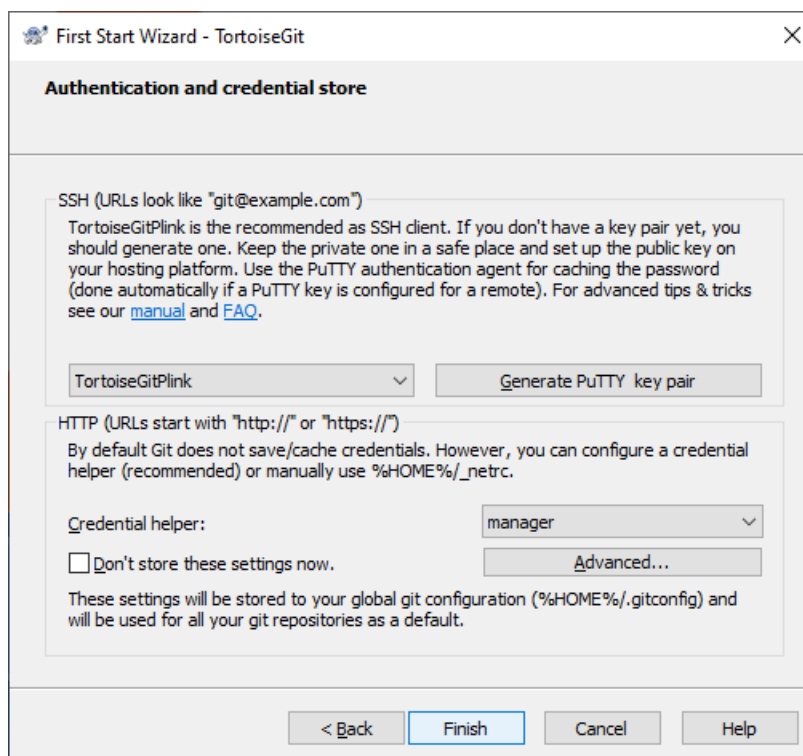 First Start Wizard - TortoiseGit
Authentication and credential store
SSH (URLs look like "git@example.com")
TortoiseGitPlink is the recommended as SSH client. If you don't have a key pair yet, you
should generate one. Keep the private one in a safe place and set up the public key on
your hosting platform. Use the PuTTY authentication agent for caching the password
(done automatically if a PuTTY key is configured for a remote). For advanced tips & tricks
see our manual and FAQ.
TortoiseGitPlink
Generate PuTTY key pair
HTTP (URLs start with "http://" or "https://")
By default Git does not save/cache credentials. However, you can configure a credential
helper (recommended) or manually use %HOME%/_netrc.
Credential helper:
manager
Don't store these settings now.
Advanced...
These settings will be stored to your global git configuration (%HOME%/.gitconfig) and
will be used for all your git repositories as a default.
< Back
Finish
Cancel
Help